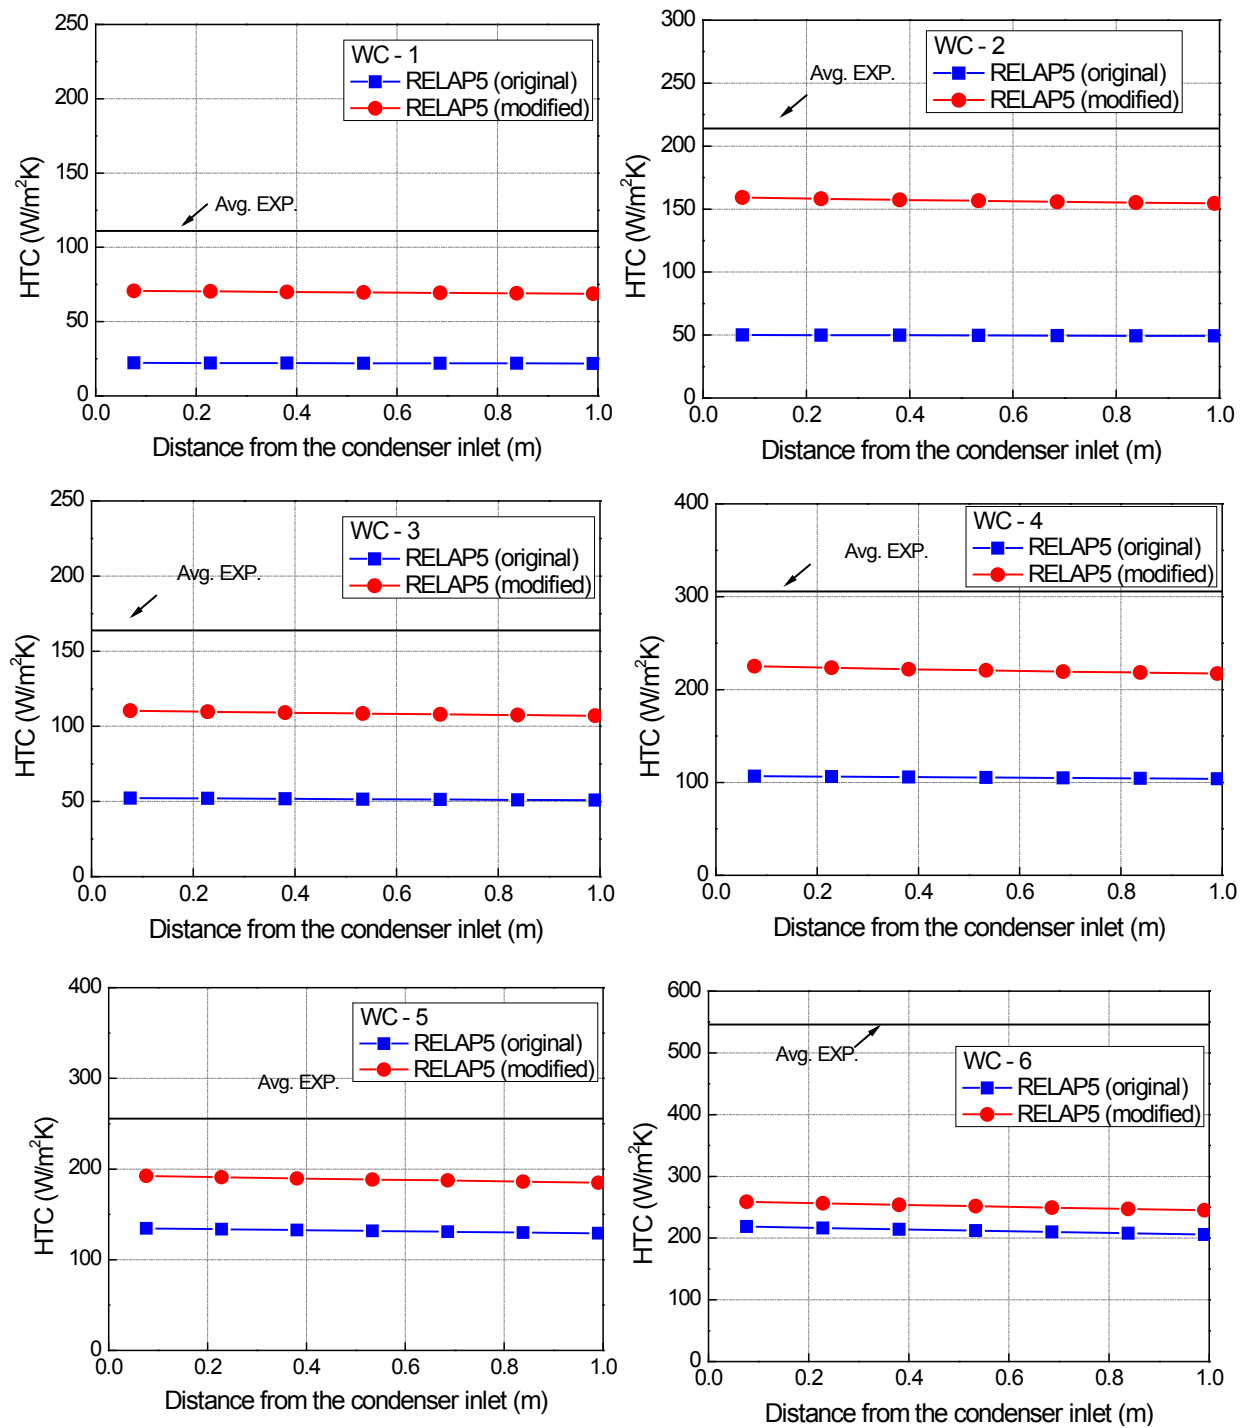 WC - 1
RELAP5 (original)
RELAP5 (modified)
Avg. EXP.
250
200
150
100
50
0
HTC (W/m²K)
0.0 0.2 0.4 0.6 0.8 1.0
Distance from the condenser inlet (m)
WC - 2
RELAP5 (original)
RELAP5 (modified)
Avg. EXP.
300
250
200
150
100
50
0
HTC (W/m²K)
0.0 0.2 0.4 0.6 0.8 1.0
Distance from the condenser inlet (m)
WC - 3
RELAP5 (original)
RELAP5 (modified)
Avg. EXP.
250
200
150
100
50
0
HTC (W/m²K)
0.0 0.2 0.4 0.6 0.8 1.0
Distance from the condenser inlet (m)
WC - 4
RELAP5 (original)
RELAP5 (modified)
Avg. EXP.
400
300
200
100
0
HTC (W/m²K)
0.0 0.2 0.4 0.6 0.8 1.0
Distance from the condenser inlet (m)
WC - 5
RELAP5 (original)
RELAP5 (modified)
Avg. EXP.
400
300
200
100
0
HTC (W/m²K)
0.0 0.2 0.4 0.6 0.8 1.0
Distance from the condenser inlet (m)
600
500
400
300
200
100
0
Avg. EXP.
WC - 6
RELAP5 (original)
RELAP5 (modified)
HTC (W/m²K)
0.0 0.2 0.4 0.6 0.8 1.0
Distance from the condenser inlet (m)